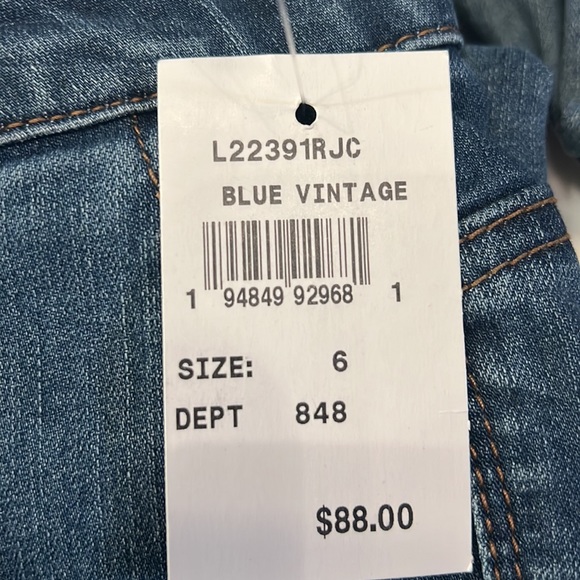 L22391RJC
BLUE VINTAGE
1 94849 92968 1
SIZE: 6
DEPT 848
$88.00